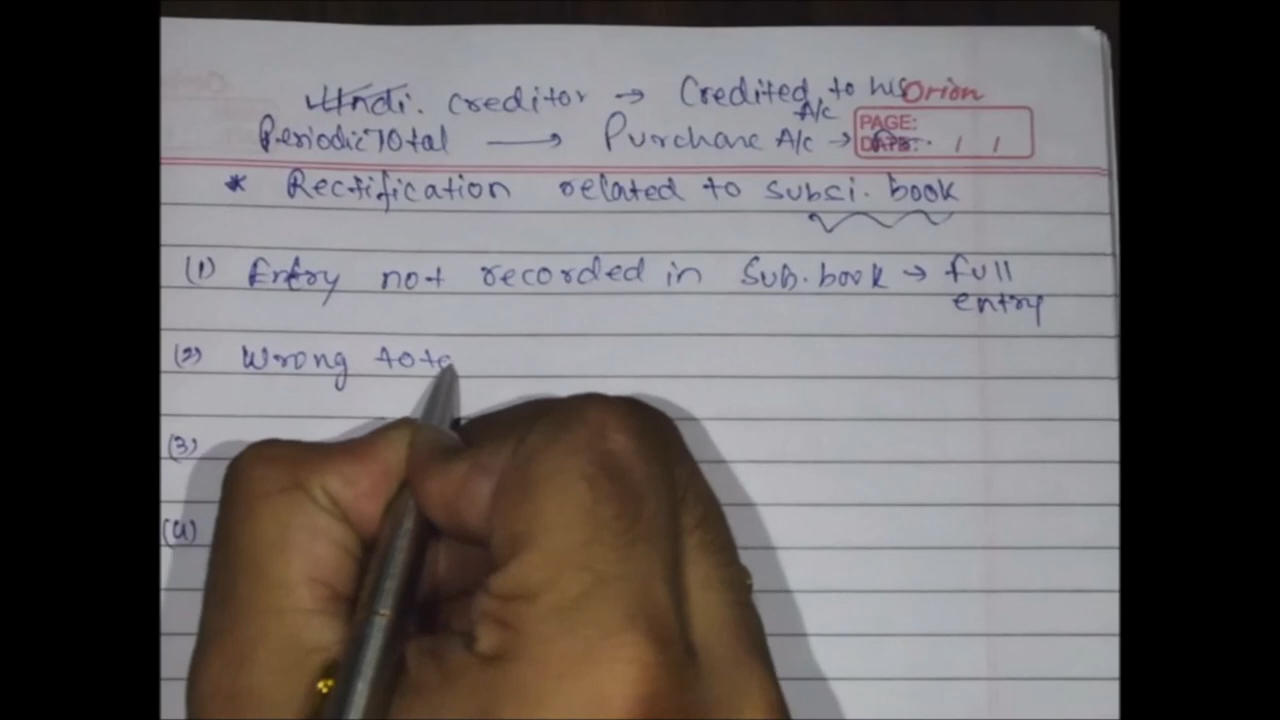 Indi. creditor → Credited to his A/c
Orion
Periodic Total → Purchase A/c →
PAGE:
DATE: / /
* Rectification related to subsi. book
(1) Entry not recorded in sub. book → full
entry
(2) Wrong tota
(3)
(4)